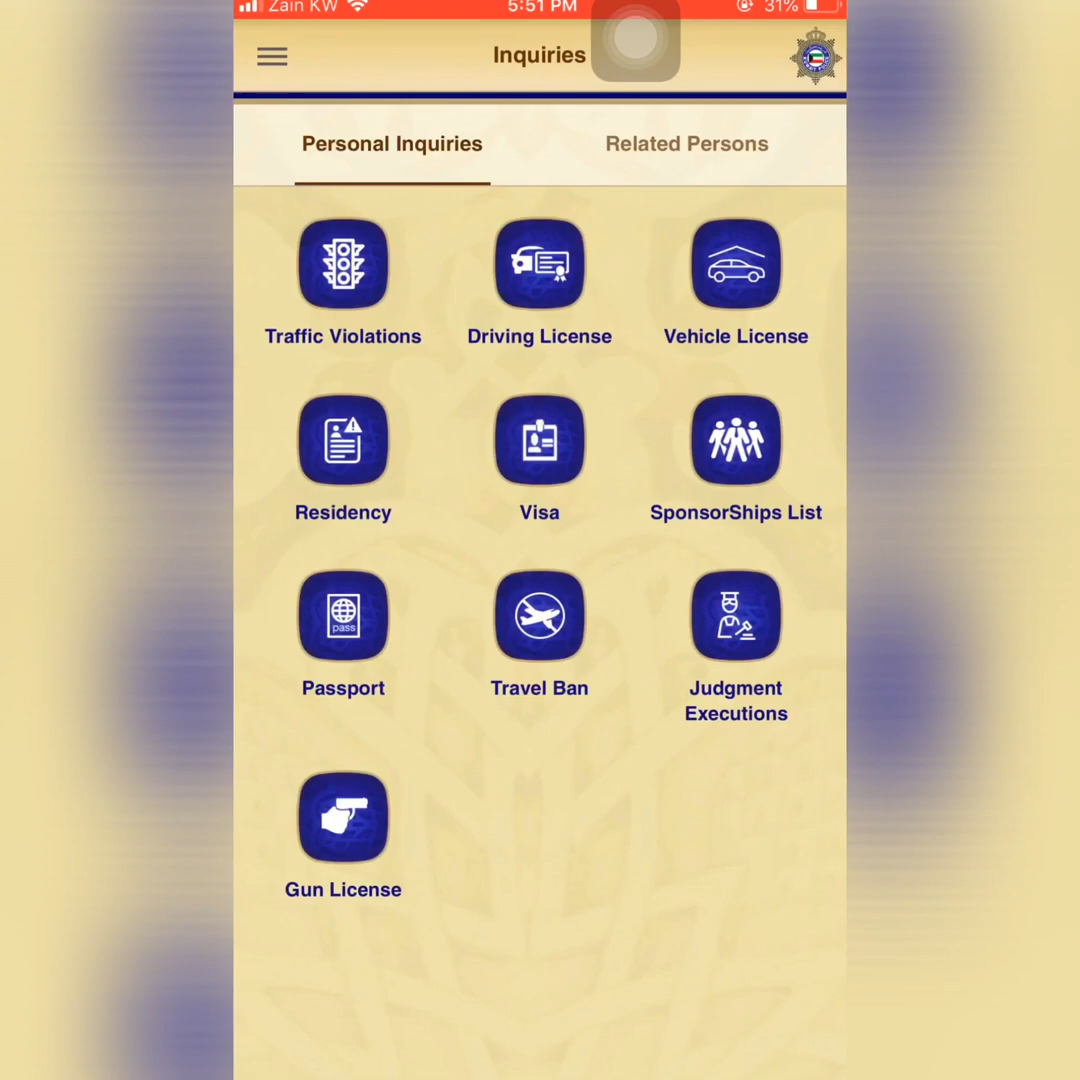 Zain KW 5:51 PM 31%
Inquiries
Personal Inquiries Related Persons
Traffic Violations Driving License Vehicle License
Residency Visa SponsorShips List
pass
Passport Travel Ban Judgment
Executions
Gun License